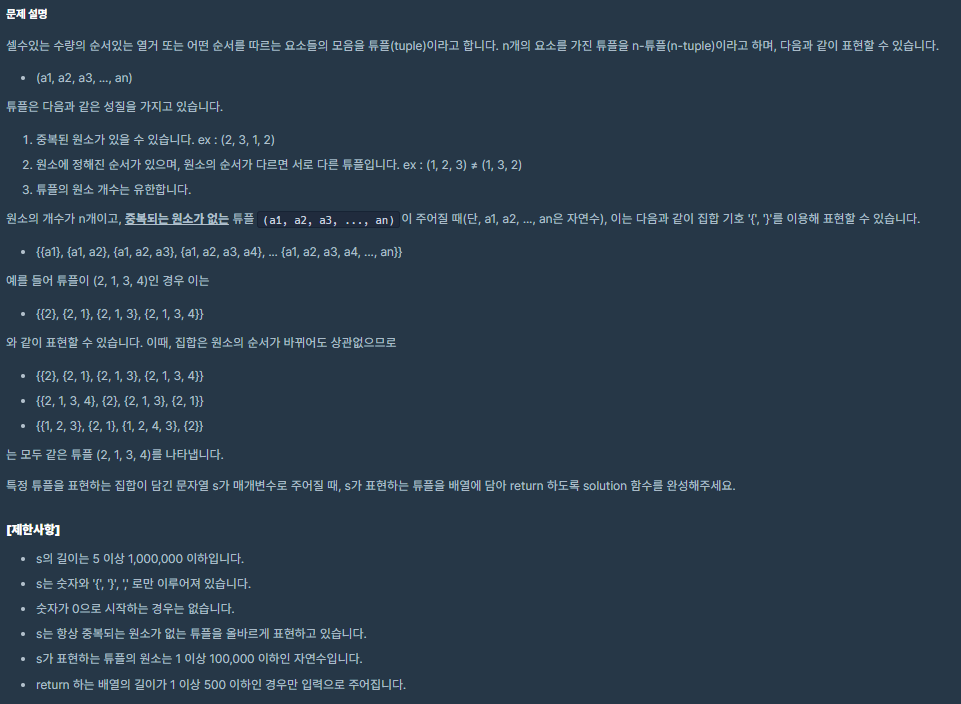 문제 설명
셀수있는 수량의 순서있는 열거 또는 어떤 순서를 따르는 요소들의 모음을 튜플(tuple)이라고 합니다. n개의 요소를 가진 튜플을 n-튜플(n-tuple)이라고 하며, 다음과 같이 표현할 수 있습니다.
• (a1, a2, a3, ..., an)
튜플은 다음과 같은 성질을 가지고 있습니다.
1. 중복된 원소가 있을 수 있습니다. ex : (2, 3, 1, 2)
2. 원소에 정해진 순서가 있으며, 원소의 순서가 다르면 서로 다른 튜플입니다. ex : (1, 2, 3) ≠ (1, 3, 2)
3. 튜플의 원소 개수는 유한합니다.
원소의 개수가 n개이고, 중복되는 원소가 없는 튜플 (a1, a2, a3, ..., an) 이 주어질 때(단, a1, a2, ..., an은 자연수), 이는 다음과 같이 집합 기호 '{', '}'를 이용해 표현할 수 있습니다.
• {{a1}, {a1, a2}, {a1, a2, a3}, {a1, a2, a3, a4}, ... {a1, a2, a3, a4, ..., an}}
예를 들어 튜플이 (2, 1, 3, 4)인 경우 이는
• {{2}, {2, 1}, {2, 1, 3}, {2, 1, 3, 4}}
와 같이 표현할 수 있습니다. 이때, 집합은 원소의 순서가 바뀌어도 상관없으므로
• {{2}, {2, 1}, {2, 1, 3}, {2, 1, 3, 4}}
• {{2, 1, 3, 4}, {2}, {2, 1, 3}, {2, 1}}
• {{1, 2, 3}, {2, 1}, {1, 2, 4, 3}, {2}}
는 모두 같은 튜플 (2, 1, 3, 4)를 나타냅니다.
특정 튜플을 표현하는 집합이 담긴 문자열 s가 매개변수로 주어질 때, s가 표현하는 튜플을 배열에 담아 return 하도록 solution 함수를 완성해주세요.
[제한사항]
• s의 길이는 5 이상 1,000,000 이하입니다.
• s는 숫자와 '{', '}', ',' 로만 이루어져 있습니다.
• 숫자가 0으로 시작하는 경우는 없습니다.
• s는 항상 중복되는 원소가 없는 튜플을 올바르게 표현하고 있습니다.
• s가 표현하는 튜플의 원소는 1 이상 100,000 이하인 자연수입니다.
• return 하는 배열의 길이가 1 이상 500 이하인 경우만 입력으로 주어집니다.